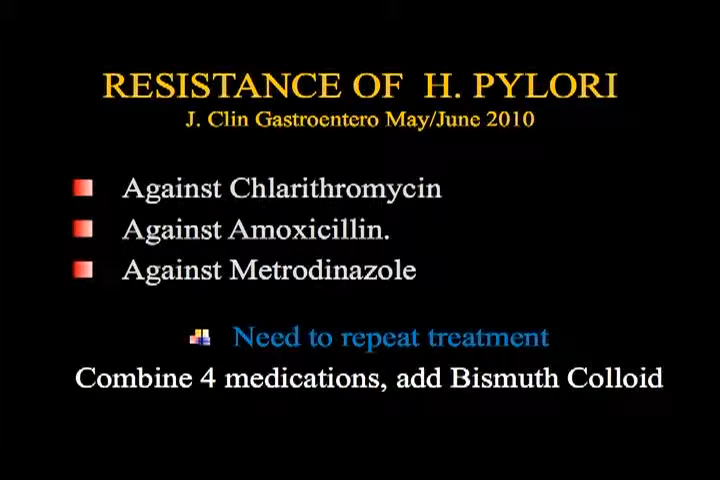 RESISTANCE OF H. PYLORI
J. Clin Gastroentero May/June 2010
Against Chlarithromycin
Against Amoxicillin.
Against Metrodinazole
Need to repeat treatment
Combine 4 medications, add Bismuth Colloid